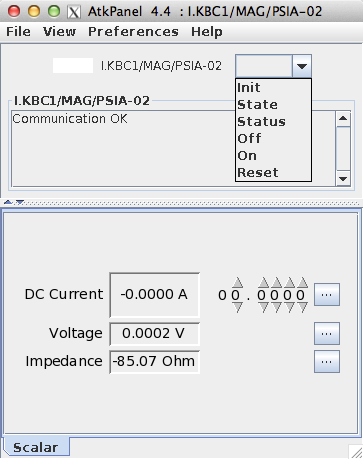 AtkPanel 4.4 : I.KBC1/MAG/PSIA-02
File View Preferences Help
I.KBC1/MAG/PSIA-02
Init
State
Status
Off
On
Reset
I.KBC1/MAG/PSIA-02
Communication OK
DC Current -0.0000 A 00.0000 ...
Voltage 0.0002 V ...
Impedance -85.07 Ohm ...
Scalar